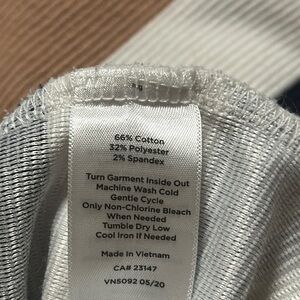 66% Cotton
32% Polyester
2% Spandex
Turn Garment Inside Out
Machine Wash Cold
Gentle Cycle
Only Non-Chlorine Bleach
When Needed
Tumble Dry Low
Cool Iron If Needed
Made in Vietnam
CA# 23147
VN5092 05/20